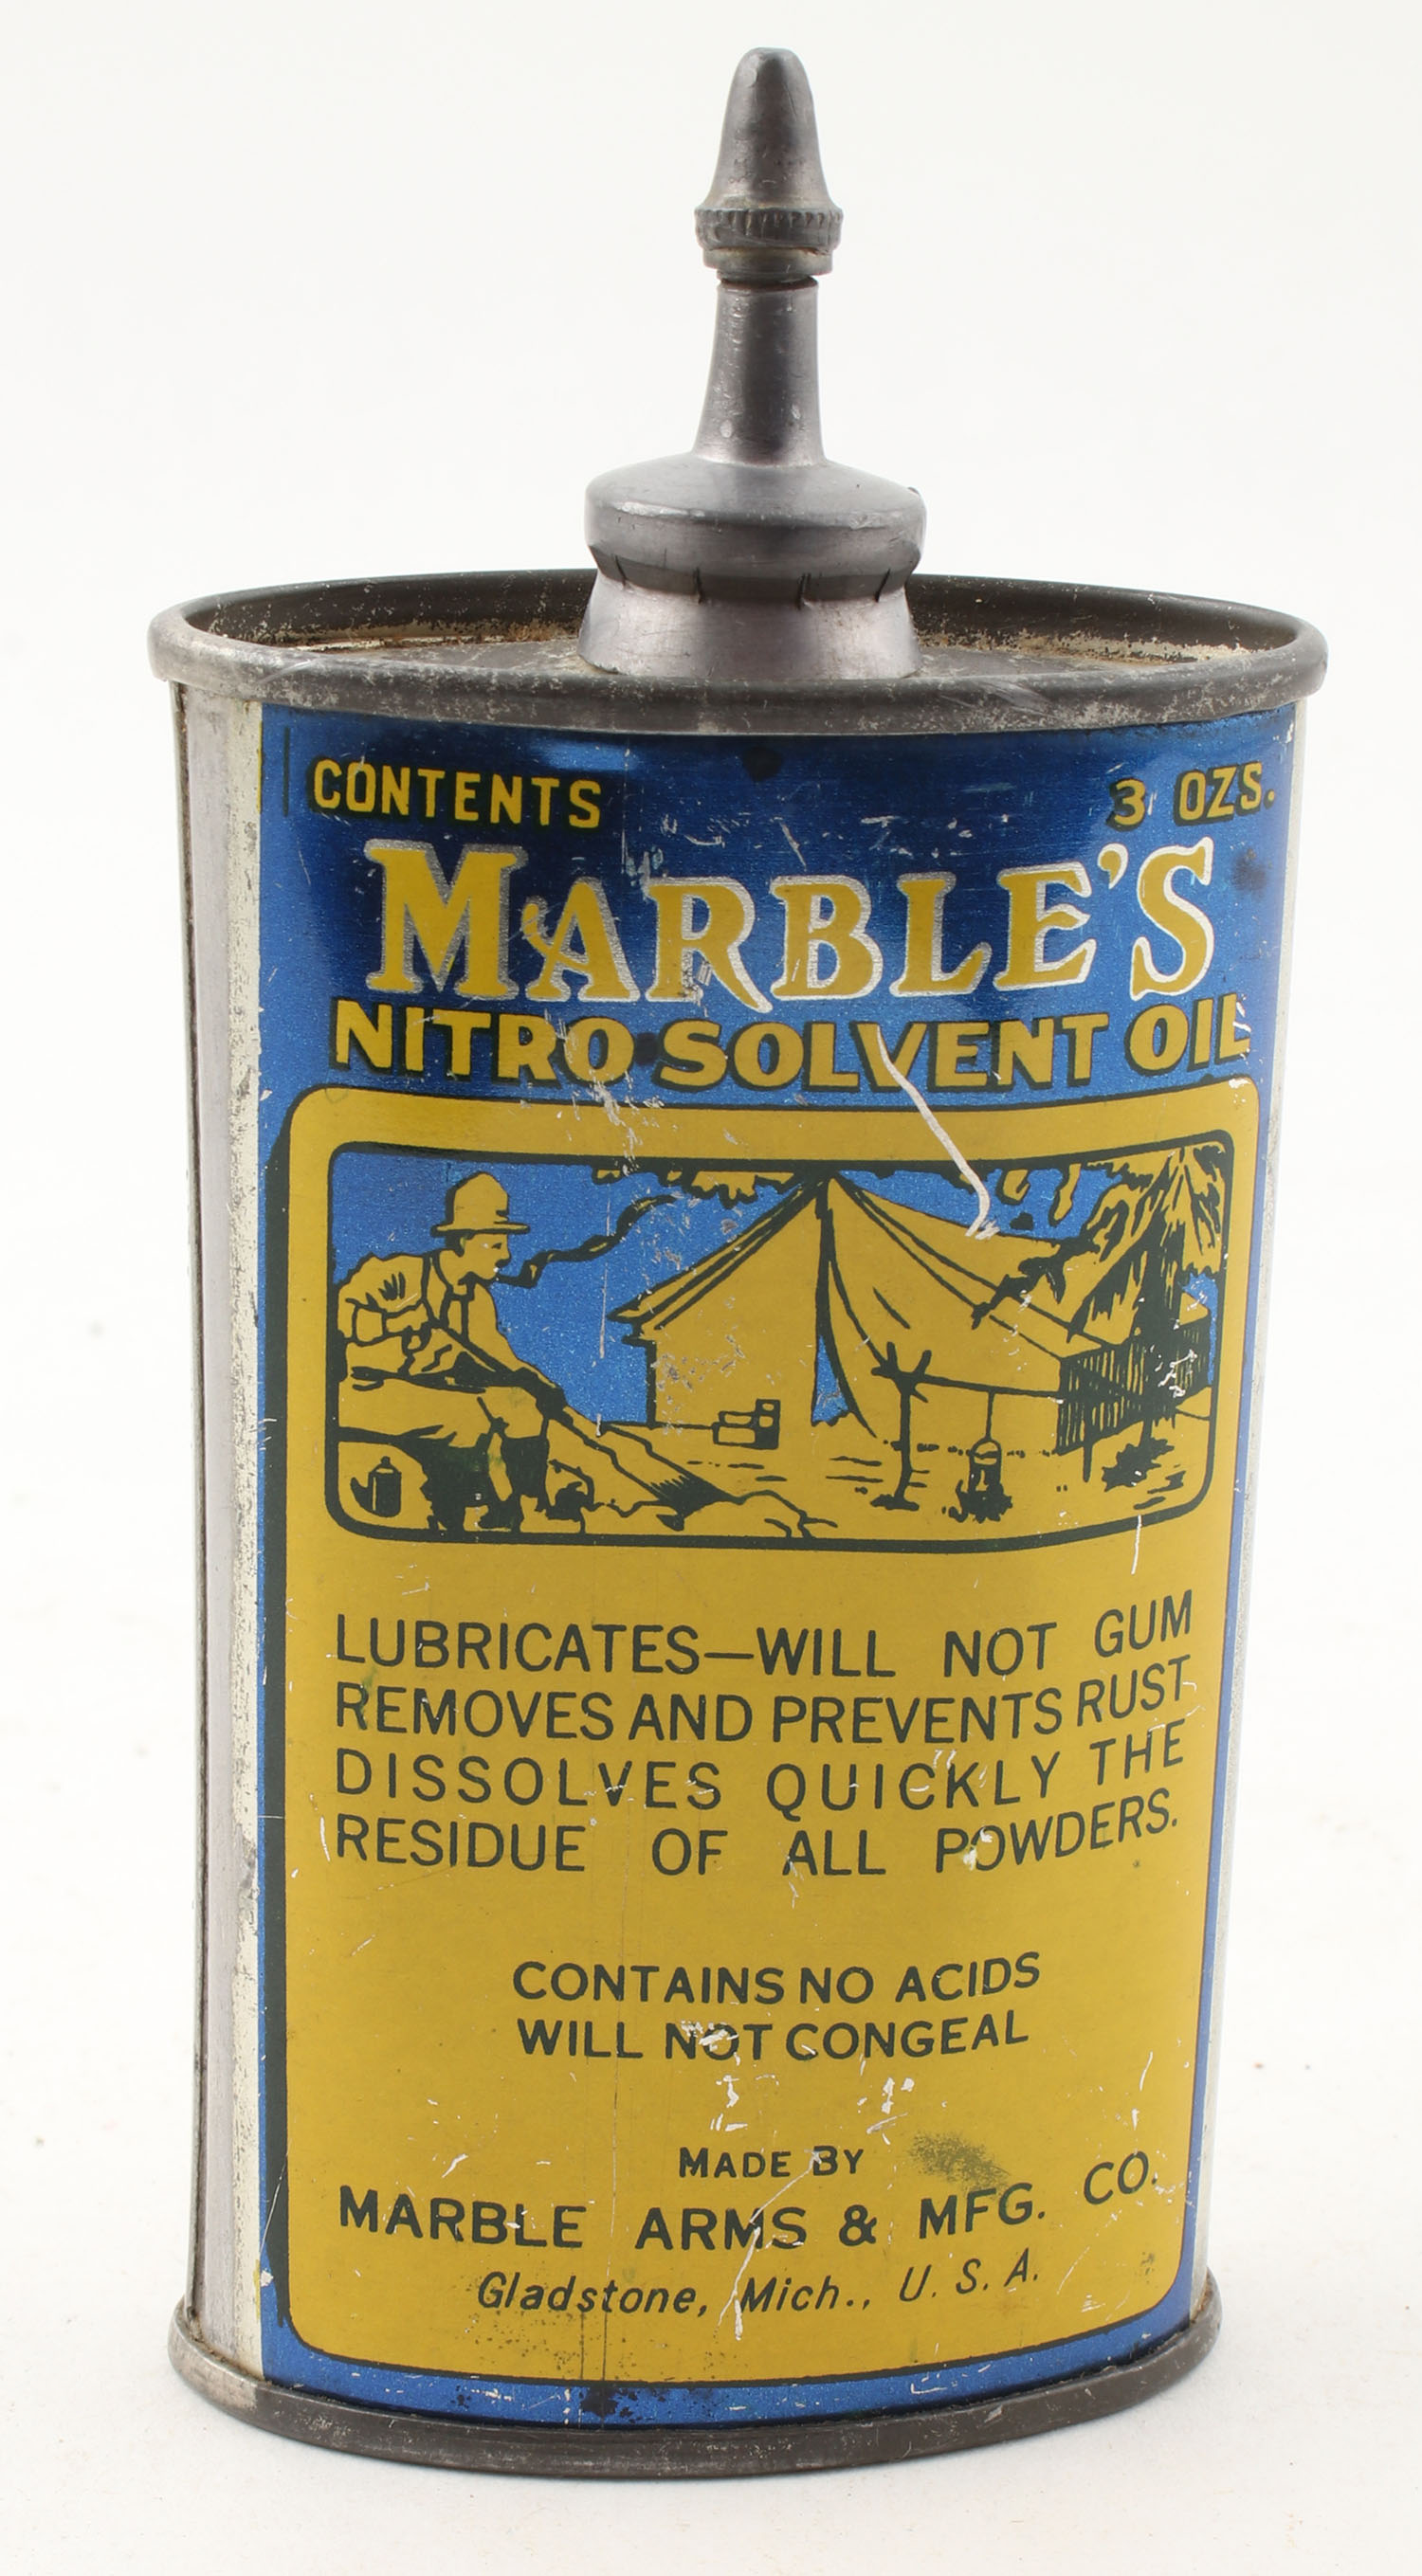 CONTENTS 3 OZS.
MARBLE'S
NITRO SOLVENT OIL
LUBRICATES—WILL NOT GUM
REMOVES AND PREVENTS RUST
DISSOLVES QUICKLY THE
RESIDUE OF ALL POWDERS.
CONTAINS NO ACIDS
WILL NOT CONGEAL
MADE BY
MARBLE ARMS & MFG. CO.
Gladstone, Mich., U.S.A.